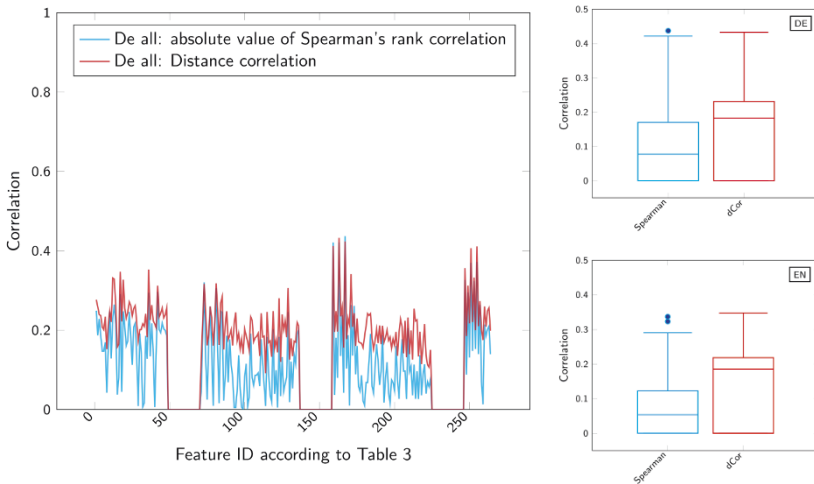 De all: absolute value of Spearman's rank correlation
De all: Distance correlation
1
0.8
0.6
0.4
0.2
0
Correlation
0
50
100
150
200
250
Feature ID according to Table 3
DE
0.5
0.4
0.3
0.2
0.1
0
Correlation
Spearman
dCor
EN
0.5
0.4
0.3
0.2
0.1
0
Correlation
Spearman
dCor